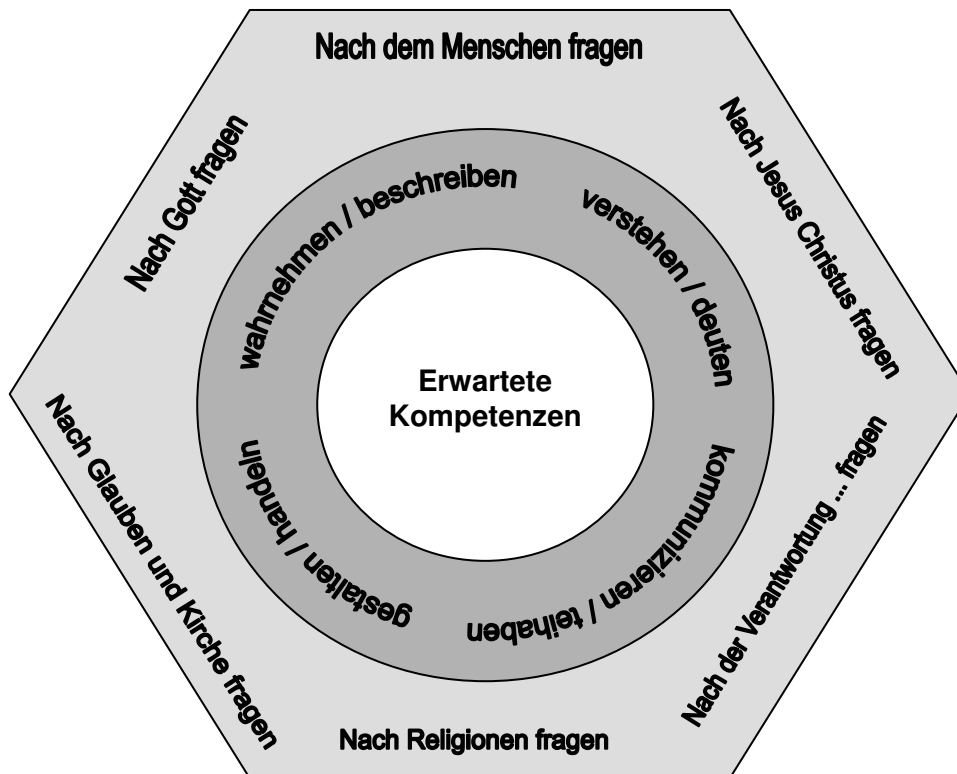 Nach dem Menschen fragen
Nach Gott fragen
Nach Jesus Christus fragen
wahrnehmen / beschreiben
verstehen / deuten
Erwartete
Kompetenzen
gestalten / handeln
kommunizieren / teihaben
Nach Glauben und Kirche fragen
Nach der Verantwortung ... fragen
Nach Religionen fragen